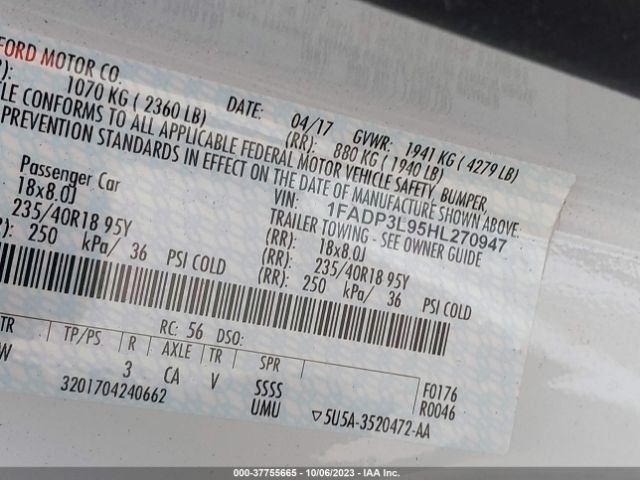 FORD MOTOR CO.
1070 KG ( 2360 LB) DATE: 04/17 GVWR: 1941 KG ( 4279 LB)
(RR): 880 KG ( 1940 LB)
CONFORMS TO ALL APPLICABLE FEDERAL MOTOR VEHICLE SAFETY, BUMPER,
PREVENTION STANDARDS IN EFFECT ON THE DATE OF MANUFACTURE SHOWN ABOVE.
VIN: 1FADP3L95HL270947
Passenger Car TRAILER TOWING - SEE OWNER GUIDE
18x8.0J (RR): 18x8.0J
235/40R18 95Y (RR): 235/40R18 95Y
250 kPa/ 36 PSI COLD (RR): 250 kPa/ 36 PSI COLD
RC: 56 DSO:
TR TP/PS R AXLE TR SPR
3 CA V SSSS F0176
UMU R0046
3201704240662 ▽5U5A-3520472-AA
000-37755665 - 10/06/2023 - IAA Inc.